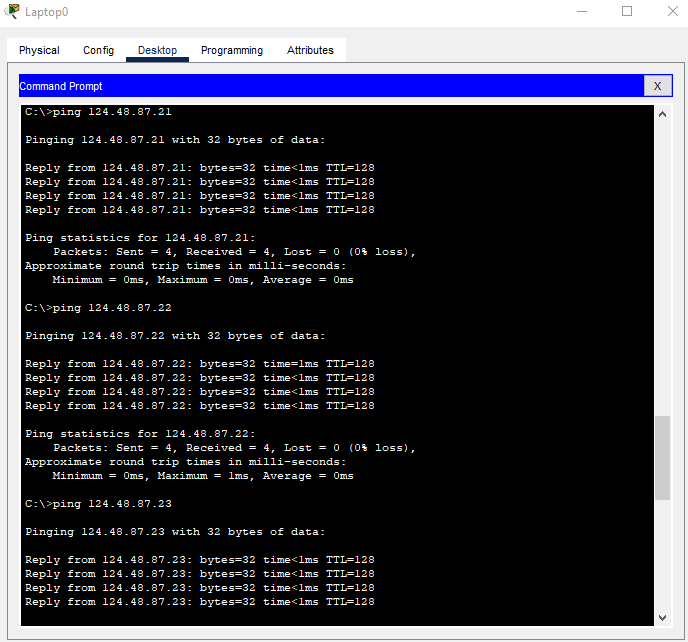 Laptop0
Physical Config Desktop Programming Attributes
Command Prompt X
C:\>ping 124.48.87.21
Pinging 124.48.87.21 with 32 bytes of data:
Reply from 124.48.87.21: bytes=32 time<1ms TTL=128
Reply from 124.48.87.21: bytes=32 time<1ms TTL=128
Reply from 124.48.87.21: bytes=32 time<1ms TTL=128
Reply from 124.48.87.21: bytes=32 time<1ms TTL=128
Ping statistics for 124.48.87.21:
    Packets: Sent = 4, Received = 4, Lost = 0 (0% loss),
Approximate round trip times in milli-seconds:
    Minimum = 0ms, Maximum = 0ms, Average = 0ms
C:\>ping 124.48.87.22
Pinging 124.48.87.22 with 32 bytes of data:
Reply from 124.48.87.22: bytes=32 time=1ms TTL=128
Reply from 124.48.87.22: bytes=32 time<1ms TTL=128
Reply from 124.48.87.22: bytes=32 time<1ms TTL=128
Reply from 124.48.87.22: bytes=32 time<1ms TTL=128
Ping statistics for 124.48.87.22:
    Packets: Sent = 4, Received = 4, Lost = 0 (0% loss),
Approximate round trip times in milli-seconds:
    Minimum = 0ms, Maximum = 1ms, Average = 0ms
C:\>ping 124.48.87.23
Pinging 124.48.87.23 with 32 bytes of data:
Reply from 124.48.87.23: bytes=32 time<1ms TTL=128
Reply from 124.48.87.23: bytes=32 time<1ms TTL=128
Reply from 124.48.87.23: bytes=32 time<1ms TTL=128
Reply from 124.48.87.23: bytes=32 time<1ms TTL=128